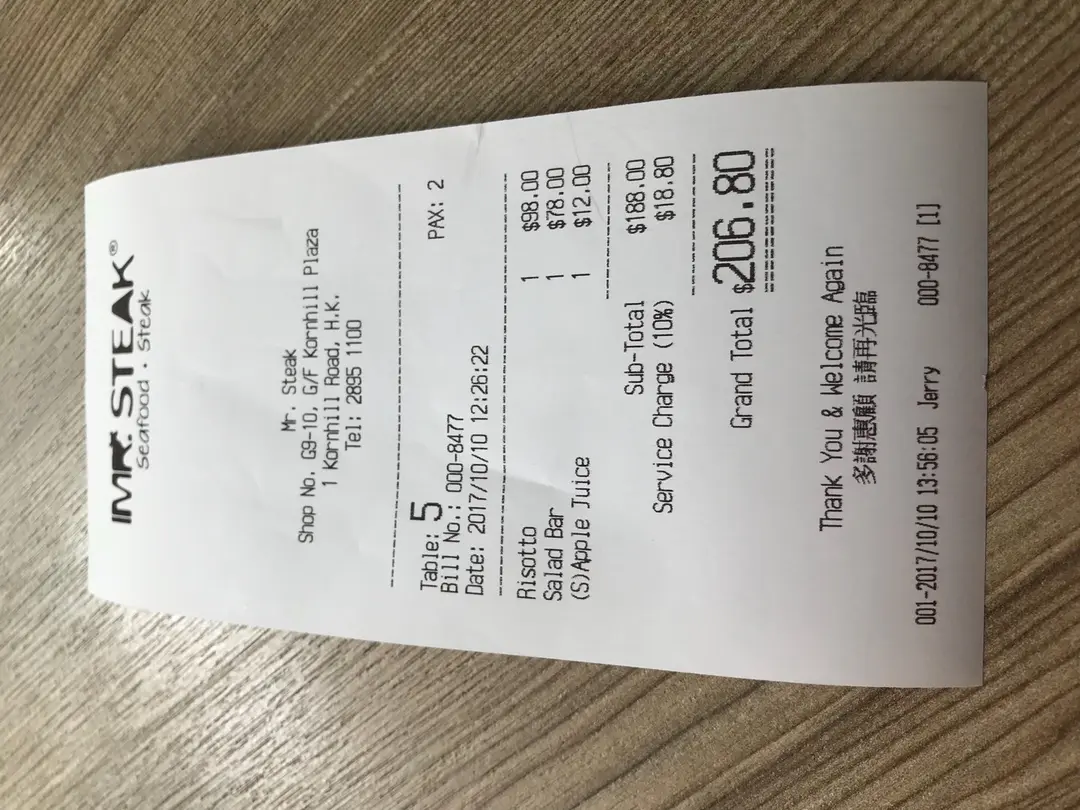 MR. STEAK®
Seafood . Steak
Mr. Steak
Shop No. G9-10, G/F Kornhill Plaza
1 Kornhill Road, H.K.
Tel: 2895 1100
Table: 5 PAX: 2
Bill No.: 000-8477
Date: 2017/10/10 12:26:22
Risotto 1 $98.00
Salad Bar 1 $78.00
(S)Apple Juice 1 $12.00
Sub-Total $188.00
Service Charge (10%) $18.80
Grand Total $206.80
Thank You & Welcome Again
多謝惠顧 請再光臨
001-2017/10/10 13:56:05 Jerry 000-8477 [1]